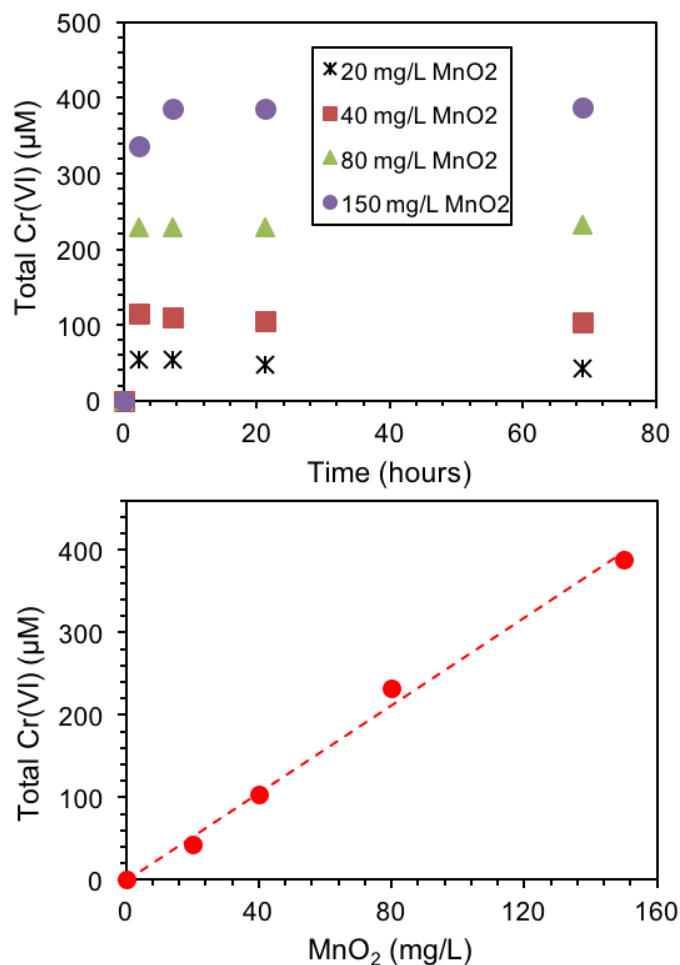 500
400
300
200
100
0
Total Cr(VI) (µM)
20 mg/L MnO2
40 mg/L MnO2
80 mg/L MnO2
150 mg/L MnO2
0 20 40 60 80
Time (hours)
400
300
200
100
0
Total Cr(VI) (µM)
0 40 80 120 160
MnO₂ (mg/L)